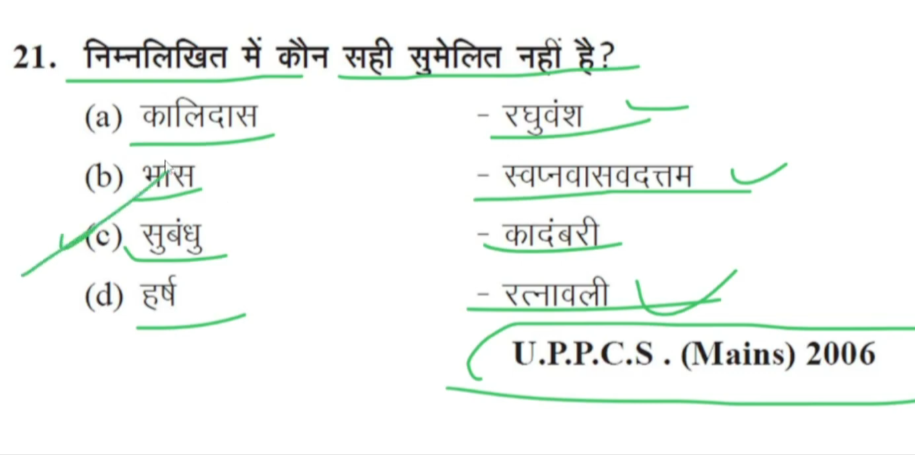 21. निम्नलिखित में कौन सही सुमेलित नहीं है?
(a) कालिदास - रघुवंश
(b) भास - स्वप्नवासवदत्तम
(c) सुबंधु - कादंबरी
(d) हर्ष - रत्नावली
U.P.P.C.S . (Mains) 2006